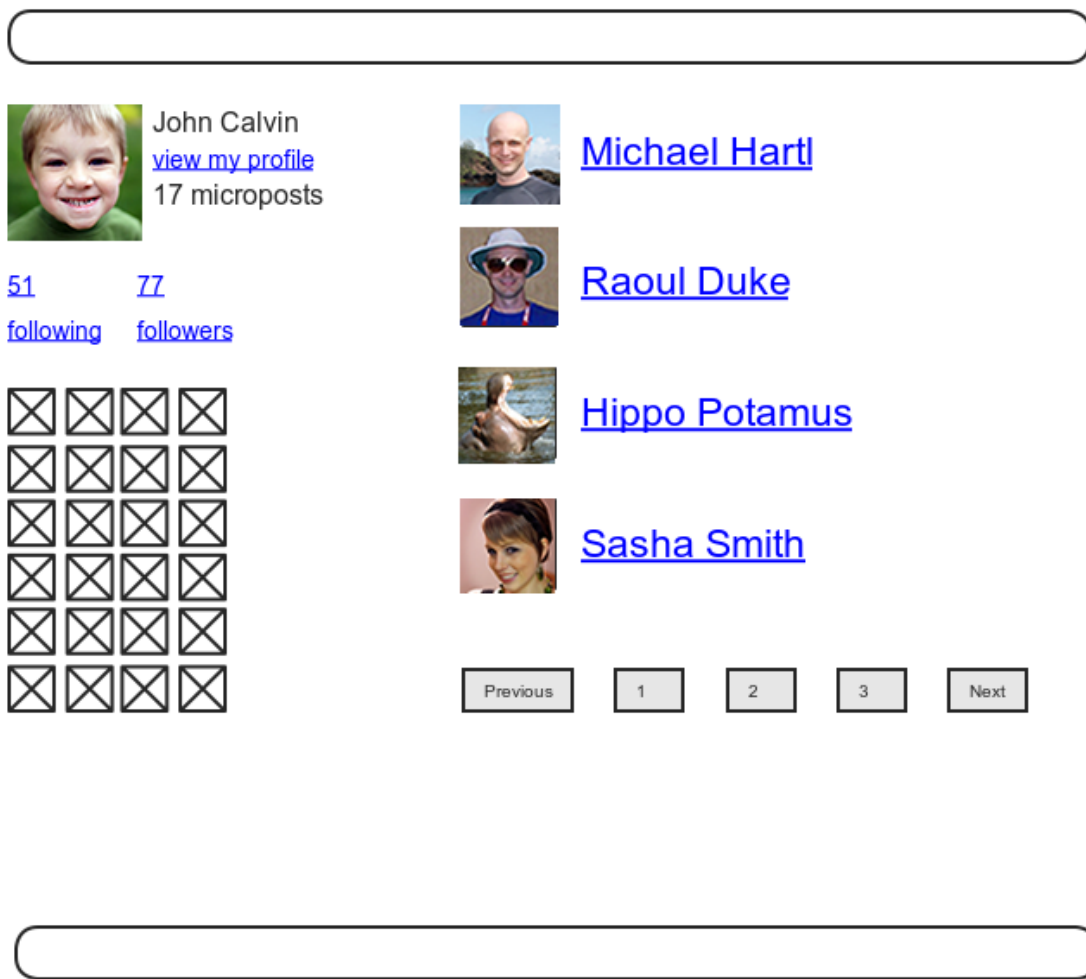 John Calvin
view my profile
17 microposts
51 77
following followers
Michael Hartl
Raoul Duke
Hippo Potamus
Sasha Smith
Previous 1 2 3 Next